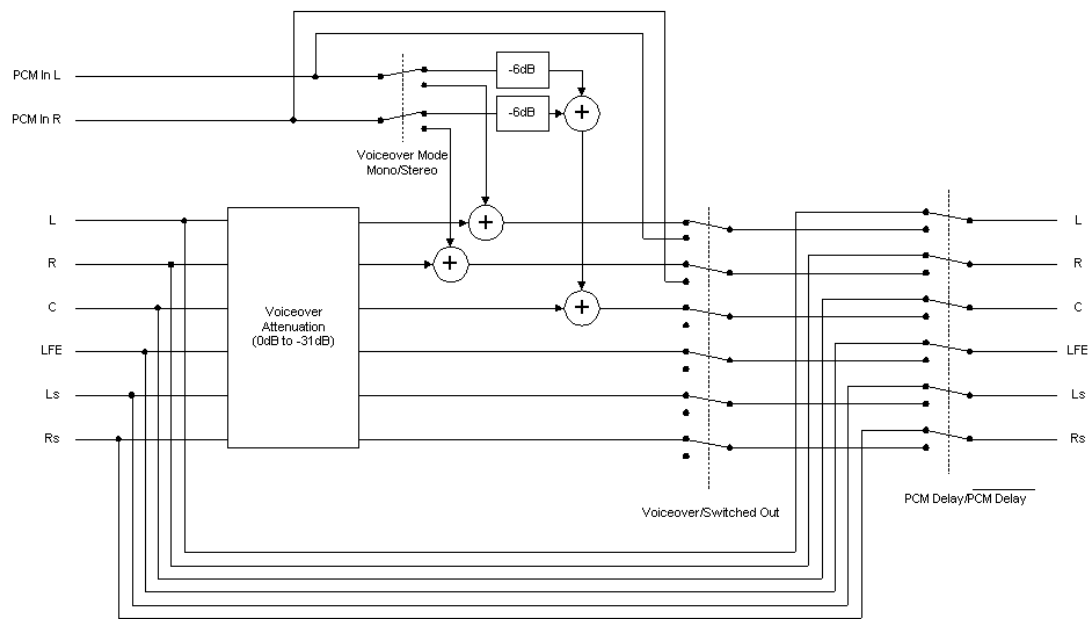 PCM In L
-6dB
PCM In R
-6dB
+
Voiceover Mode
Mono/Stereo
L
+
L
R
+
R
C
Voiceover
Attenuation
(0dB to -31dB)
+
C
LFE
LFE
Ls
Ls
Rs
Rs
Voiceover/Switched Out
PCM Delay/PCM Delay